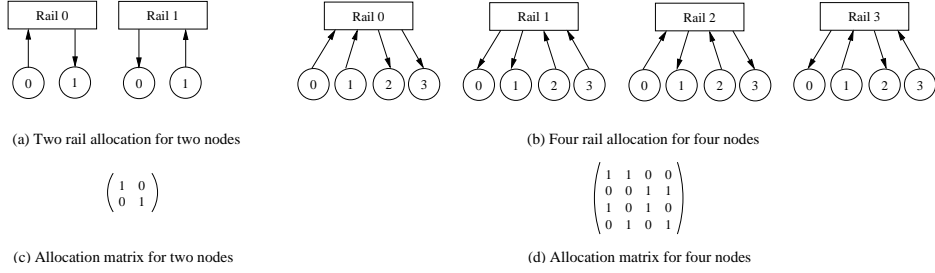 Rail 0 Rail 1 Rail 0 Rail 1 Rail 2 Rail 3
0 1 0 1 0 1 2 3 0 1 2 3 0 1 2 3 0 1 2 3
(a) Two rail allocation for two nodes (b) Four rail allocation for four nodes
1 0
0 1
1 1 0 0
0 0 1 1
1 0 1 0
0 1 0 1
(c) Allocation matrix for two nodes (d) Allocation matrix for four nodes